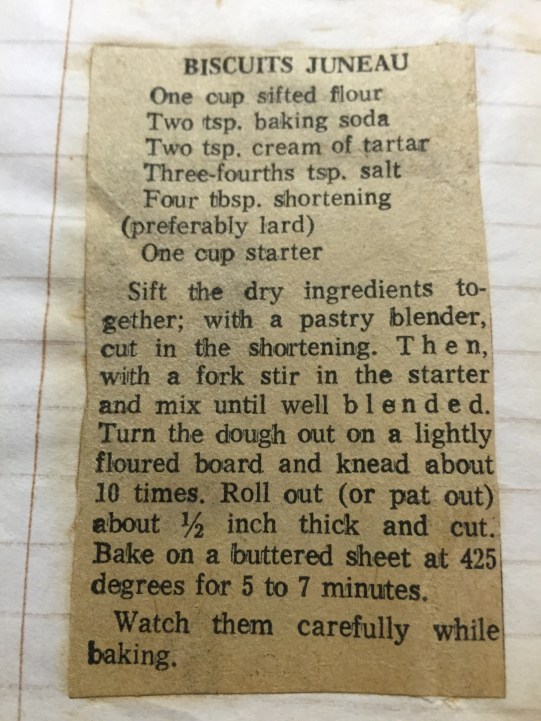 BISCUITS JUNEAU
One cup sifted flour
Two tsp. baking soda
Two tsp. cream of tartar
Three-fourths tsp. salt
Four tbsp. shortening
(preferably lard)
One cup starter
Sift the dry ingredients to-
gether; with a pastry blender,
cut in the shortening. Then,
with a fork stir in the starter
and mix until well blended.
Turn the dough out on a lightly
floured board and knead about
10 times. Roll out (or pat out)
about ½ inch thick and cut.
Bake on a buttered sheet at 425
degrees for 5 to 7 minutes.
Watch them carefully while
baking.